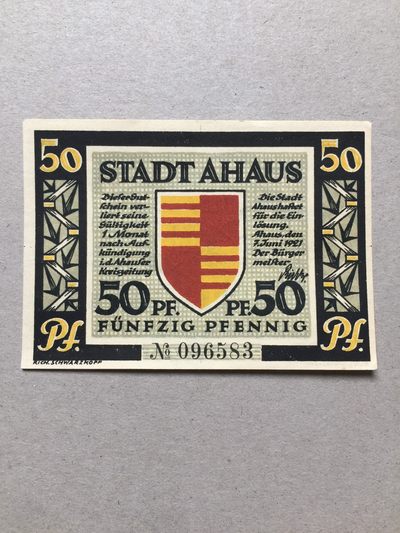 50 50
STADT AHAUS
Dieser Gut-
schein ver-
liert seine
Gültigkeit
1 Monat
nach Auf-
kündigung
i.d. Ahauser
Kreiszeitung
Die Stadt
Ahaus haftet
für die Ein-
lösung.
Ahaus, den
7. Juni 1921
Der Bürger
meister.
50 PF. PF. 50
FÜNFZIG PFENNIG
Pf. Pf.
№ 096583
RICH. SCHWARZKOPF